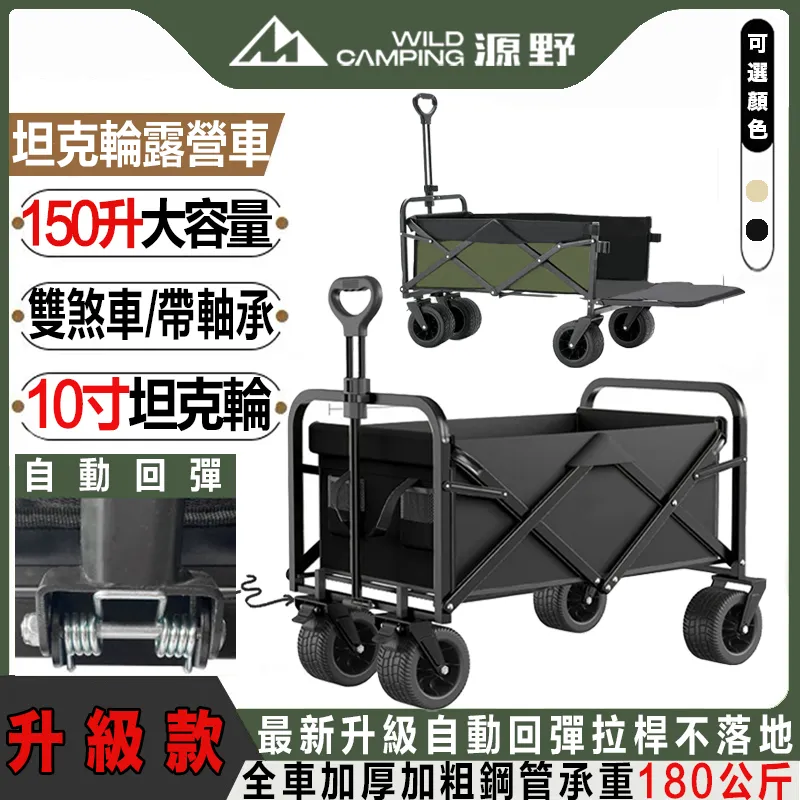 WILD
CAMPING 源野
可選顏色
坦克輪露營車
150升大容量
雙煞車/帶軸承
10寸坦克輪
自動回彈
升級款
最新升級自動回彈拉桿不落地
全車加厚加粗鋼管承重180公斤